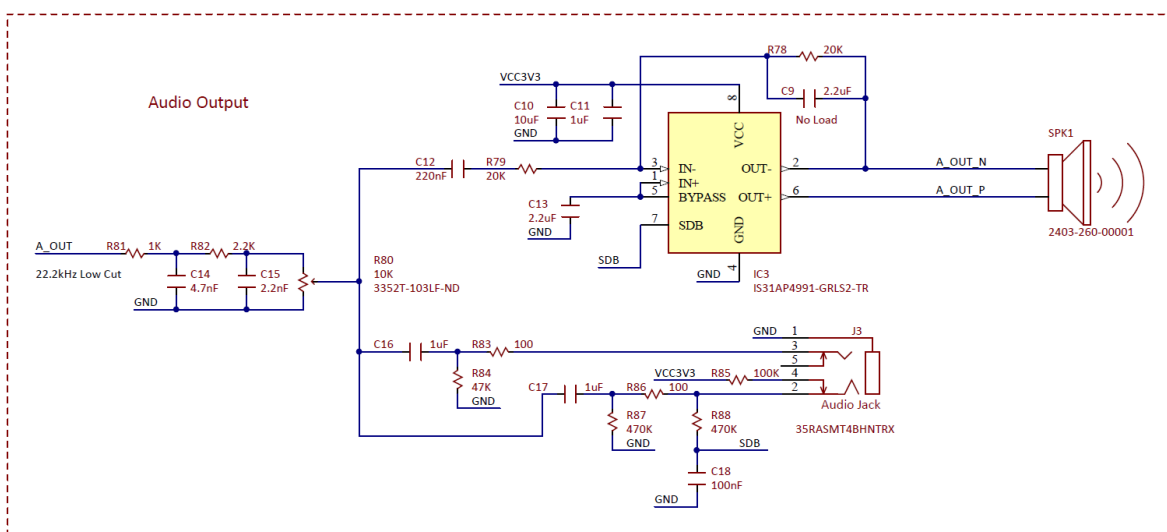 Audio Output
R78
20K
C9
2.2uF
No Load
VCC3V3
C10
10uF
C11
1uF
GND
8
VCC
C12
220nF
R79
20K
3
IN-
1
IN+
5
BYPASS
7
SDB
OUT-
2
OUT+
6
GND
4
C13
2.2uF
GND
SDB
GND
IC3
IS31AP4991-GRLS2-TR
A_OUT_N
A_OUT_P
SPK1
2403-260-00001
A_OUT
R81
1K
R82
2.2K
22.2kHz Low Cut
C14
4.7nF
C15
2.2nF
GND
R80
10K
3352T-103LF-ND
C16
1uF
R83
100
R84
47K
GND
C17
1uF
R86
100
R87
470K
GND
R88
470K
SDB
C18
100nF
GND
VCC3V3
R85
100K
GND
1
3
5
4
2
J3
Audio Jack
35RASMT4BHNTRX